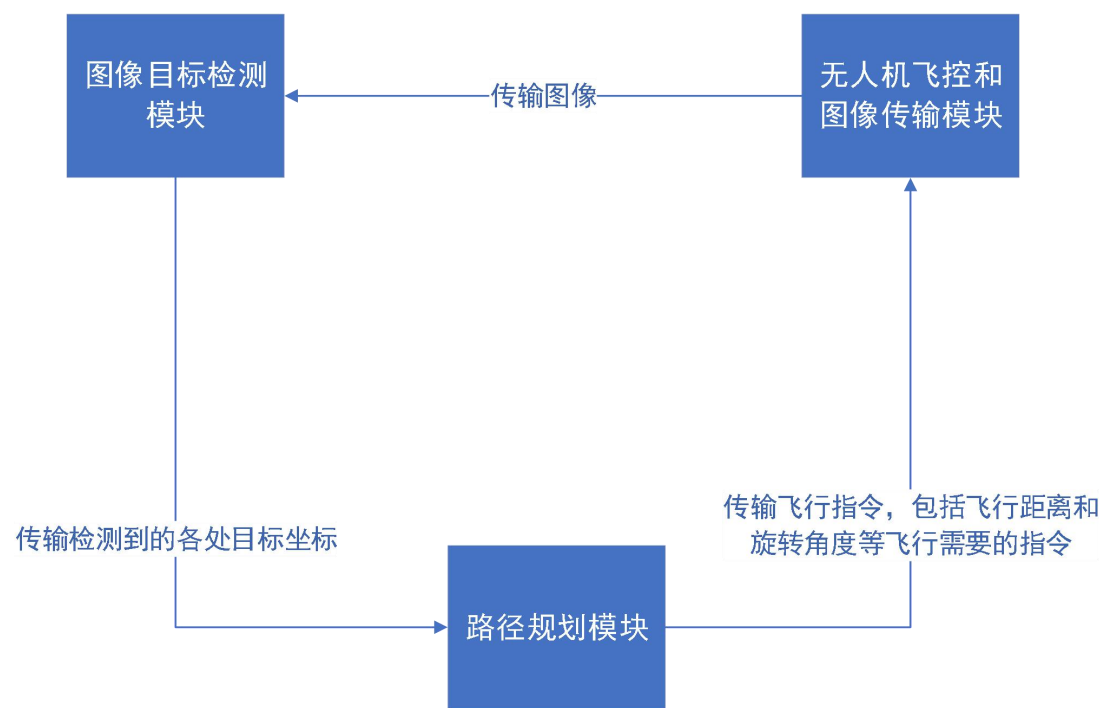 图像目标检测
模块
传输图像
无人机飞控和
图像传输模块
传输检测到的各处目标坐标
传输飞行指令，包括飞行距离和
旋转角度等飞行需要的指令
路径规划模块